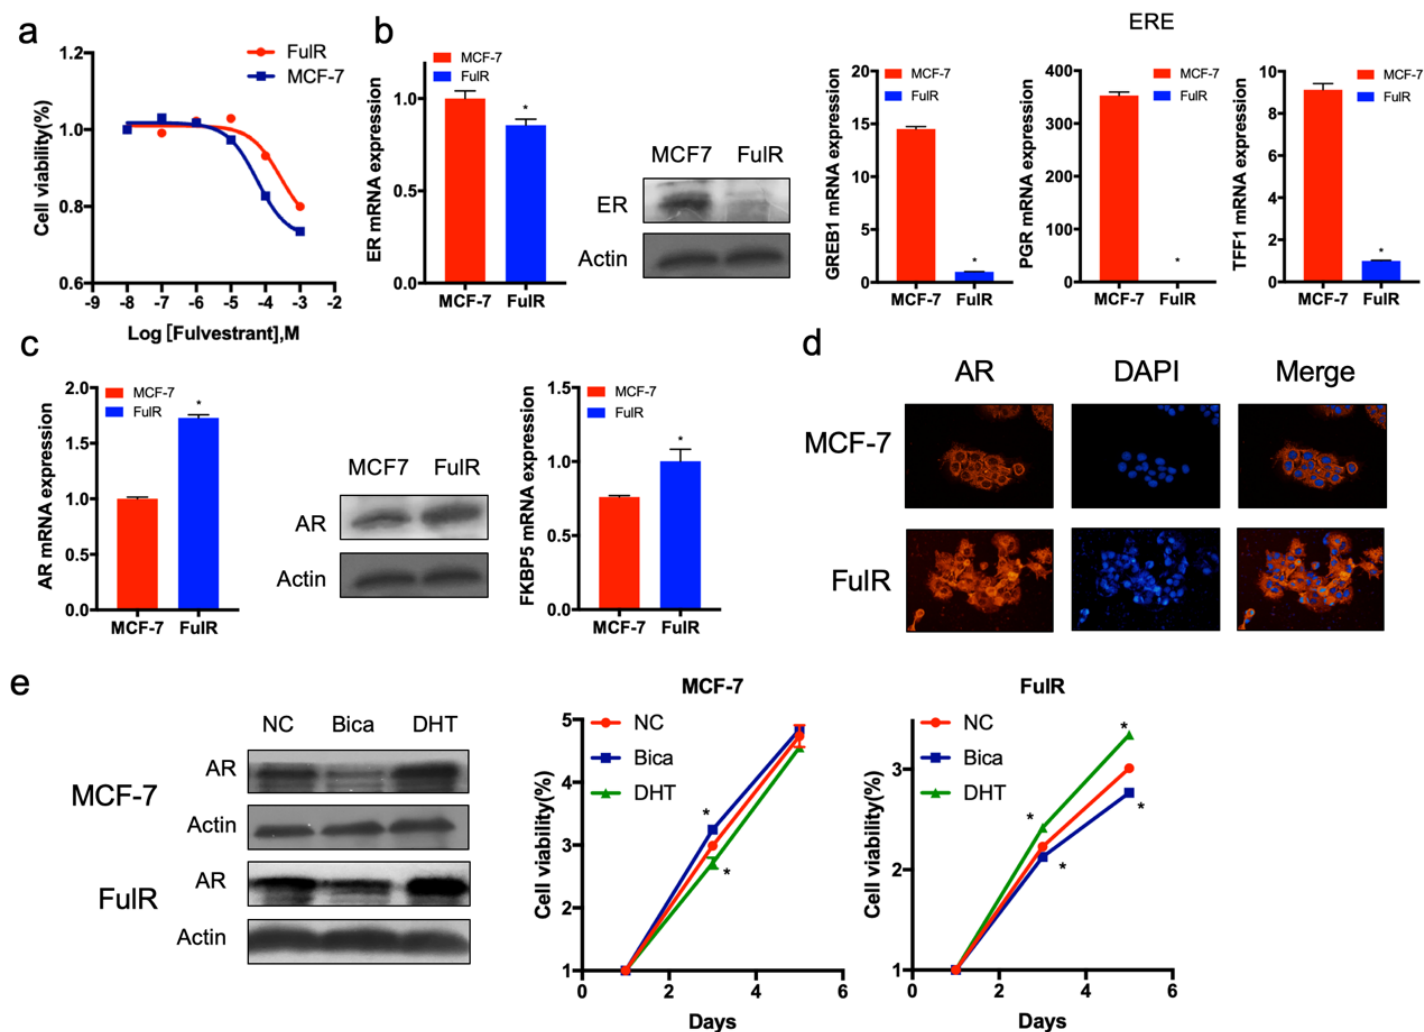 a
Cell viability(%)
1.2
1.0
0.8
0.6
-9 -8 -7 -6 -5 -4 -3 -2
Log [Fulvestrant],M
FulR
MCF-7
b
ER mRNA expression
1.0
0.5
0.0
MCF-7
FulR
*
MCF-7 FulR
MCF7 FulR
ER
Actin
ERE
GREB1 mRNA expression
20
15
10
5
0
MCF-7
FulR
*
MCF-7 FulR
PGR mRNA expression
400
300
200
100
0
MCF-7
FulR
*
MCF-7 FulR
TFF1 mRNA expression
10
8
6
4
2
0
MCF-7
FulR
*
MCF-7 FulR
c
AR mRNA expression
2.0
1.5
1.0
0.5
0.0
MCF-7
FulR
*
MCF-7 FulR
MCF7 FulR
AR
Actin
FKBP5 mRNA expression
1.5
1.0
0.5
0.0
MCF-7
FulR
*
MCF-7 FulR
d
AR DAPI Merge
MCF-7
FulR
e
NC Bica DHT
MCF-7
AR
Actin
FulR
AR
Actin
MCF-7
Cell viability(%)
5
4
3
2
1
NC
Bica
DHT
*
*
0 2 4 6
Days
FulR
Cell viability(%)
3
2
1
NC
Bica
DHT
*
*
*
*
0 2 4 6
Days